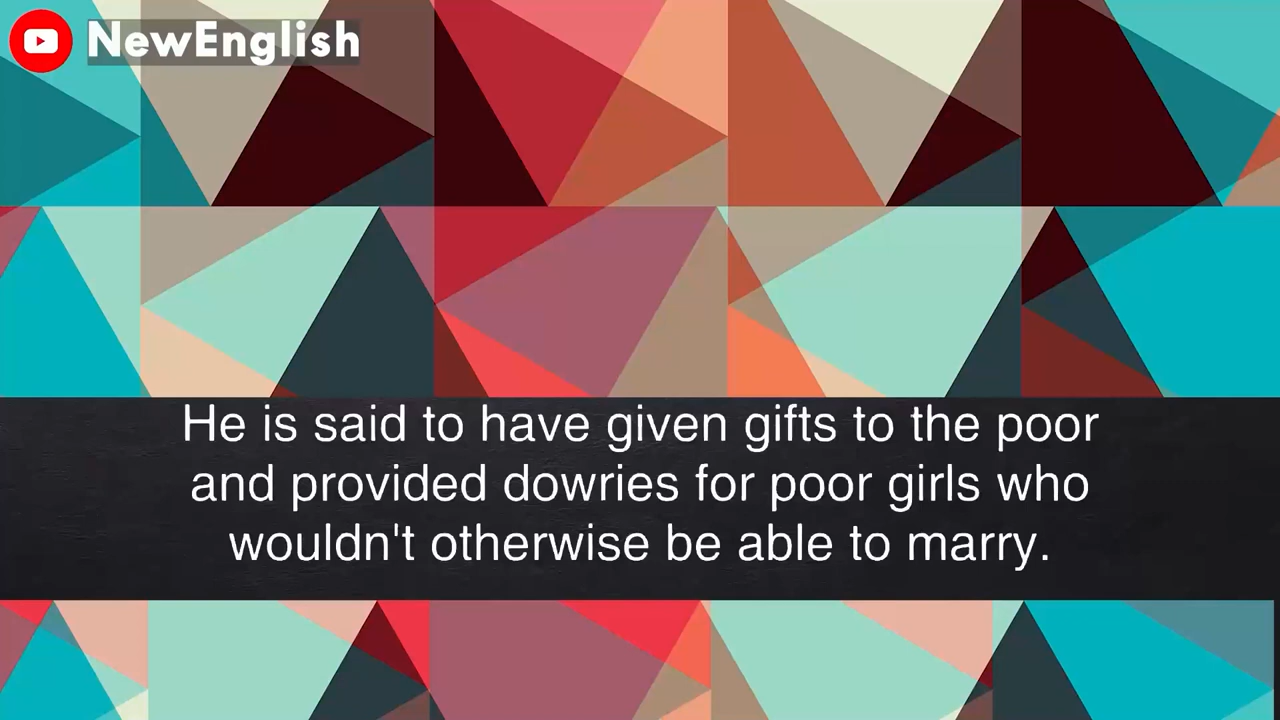 NewEnglish
He is said to have given gifts to the poor
and provided dowries for poor girls who
wouldn't otherwise be able to marry.